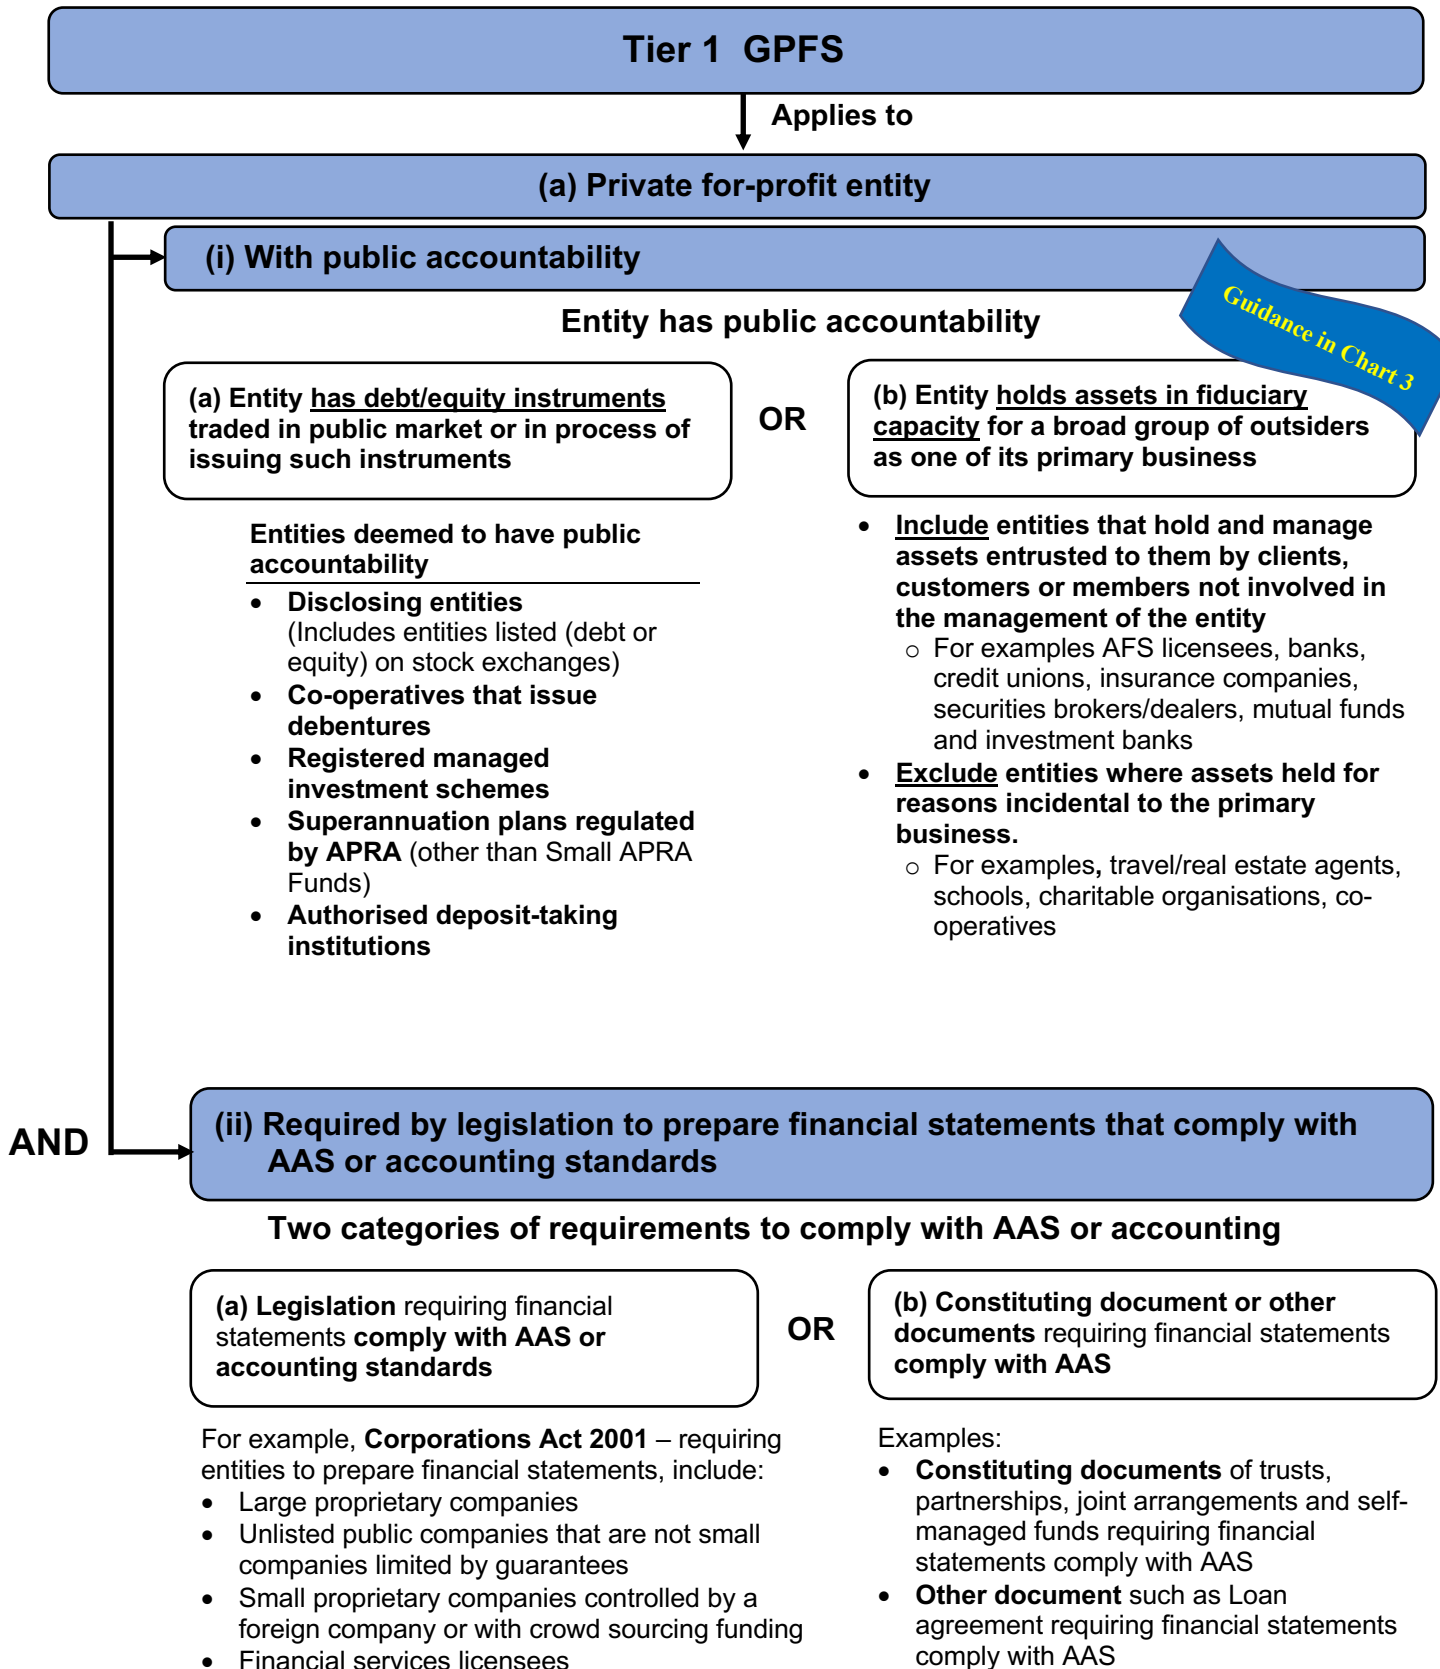 Tier 1 GPFS
Applies to
(a) Private for-profit entity
(i) With public accountability
Guidance in Chart 3
Entity has public accountability
(a) Entity has debt/equity instruments
traded in public market or in process of
issuing such instruments
OR
(b) Entity holds assets in fiduciary
capacity for a broad group of outsiders
as one of its primary business
Entities deemed to have public
accountability
• Disclosing entities
(Includes entities listed (debt or
equity) on stock exchanges)
• Co-operatives that issue
debentures
• Registered managed
investment schemes
• Superannuation plans regulated
by APRA (other than Small APRA
Funds)
• Authorised deposit-taking
institutions
• Include entities that hold and manage
assets entrusted to them by clients,
customers or members not involved in
the management of the entity
○ For examples AFS licensees, banks,
credit unions, insurance companies,
securities brokers/dealers, mutual funds
and investment banks
• Exclude entities where assets held for
reasons incidental to the primary
business.
○ For examples, travel/real estate agents,
schools, charitable organisations, co-
operatives
AND
(ii) Required by legislation to prepare financial statements that comply with
AAS or accounting standards
Two categories of requirements to comply with AAS or accounting
(a) Legislation requiring financial
statements comply with AAS or
accounting standards
OR
(b) Constituting document or other
documents requiring financial statements
comply with AAS
For example, Corporations Act 2001 – requiring
entities to prepare financial statements, include:
• Large proprietary companies
• Unlisted public companies that are not small
companies limited by guarantees
• Small proprietary companies controlled by a
foreign company or with crowd sourcing funding
• Financial services licensees
Examples:
• Constituting documents of trusts,
partnerships, joint arrangements and self-
managed funds requiring financial
statements comply with AAS
• Other document such as Loan
agreement requiring financial statements
comply with AAS